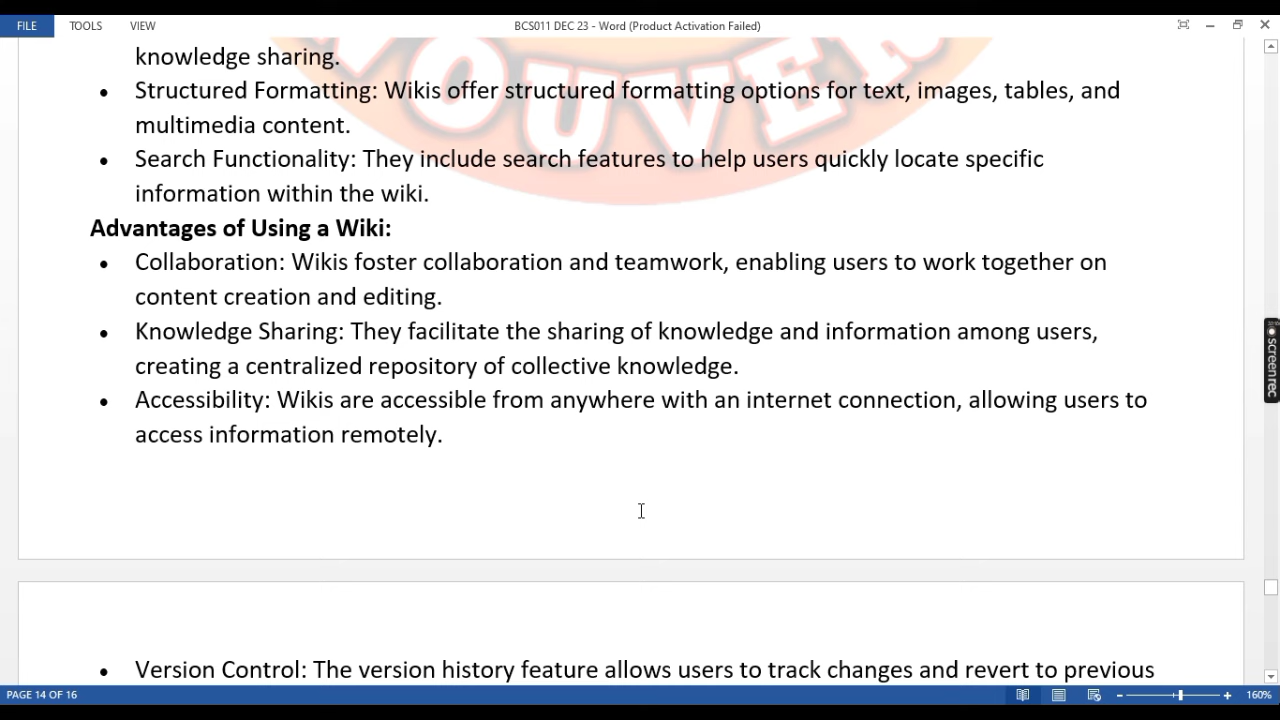 FILE TOOLS VIEW BCS011 DEC 23 - Word (Product Activation Failed)
knowledge sharing.
• Structured Formatting: Wikis offer structured formatting options for text, images, tables, and
multimedia content.
• Search Functionality: They include search features to help users quickly locate specific
information within the wiki.
Advantages of Using a Wiki:
• Collaboration: Wikis foster collaboration and teamwork, enabling users to work together on
content creation and editing.
• Knowledge Sharing: They facilitate the sharing of knowledge and information among users,
creating a centralized repository of collective knowledge.
• Accessibility: Wikis are accessible from anywhere with an internet connection, allowing users to
access information remotely.
screenrec
• Version Control: The version history feature allows users to track changes and revert to previous
PAGE 14 OF 16 160%